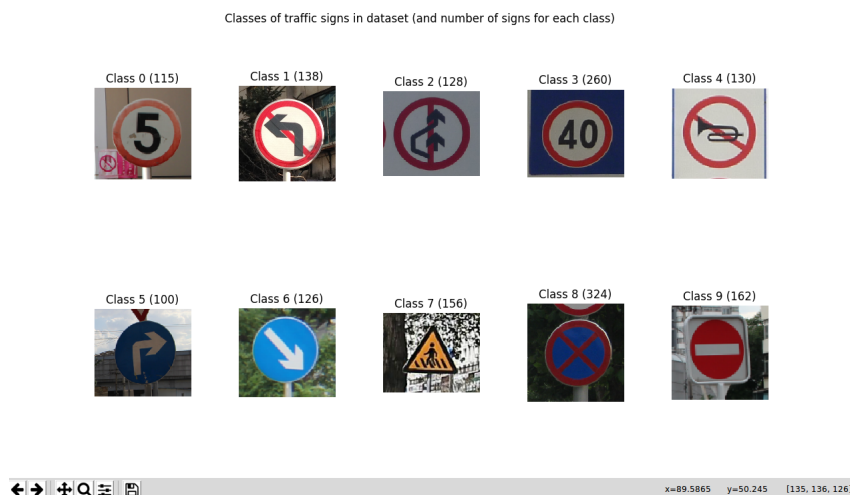 Classes of traffic signs in dataset (and number of signs for each class)
Class 0 (115)
Class 1 (138)
Class 2 (128)
Class 3 (260)
Class 4 (130)
5
40
Class 5 (100)
Class 6 (126)
Class 7 (156)
Class 8 (324)
Class 9 (162)
x=89.5865 y=50.245 [135, 136, 126]